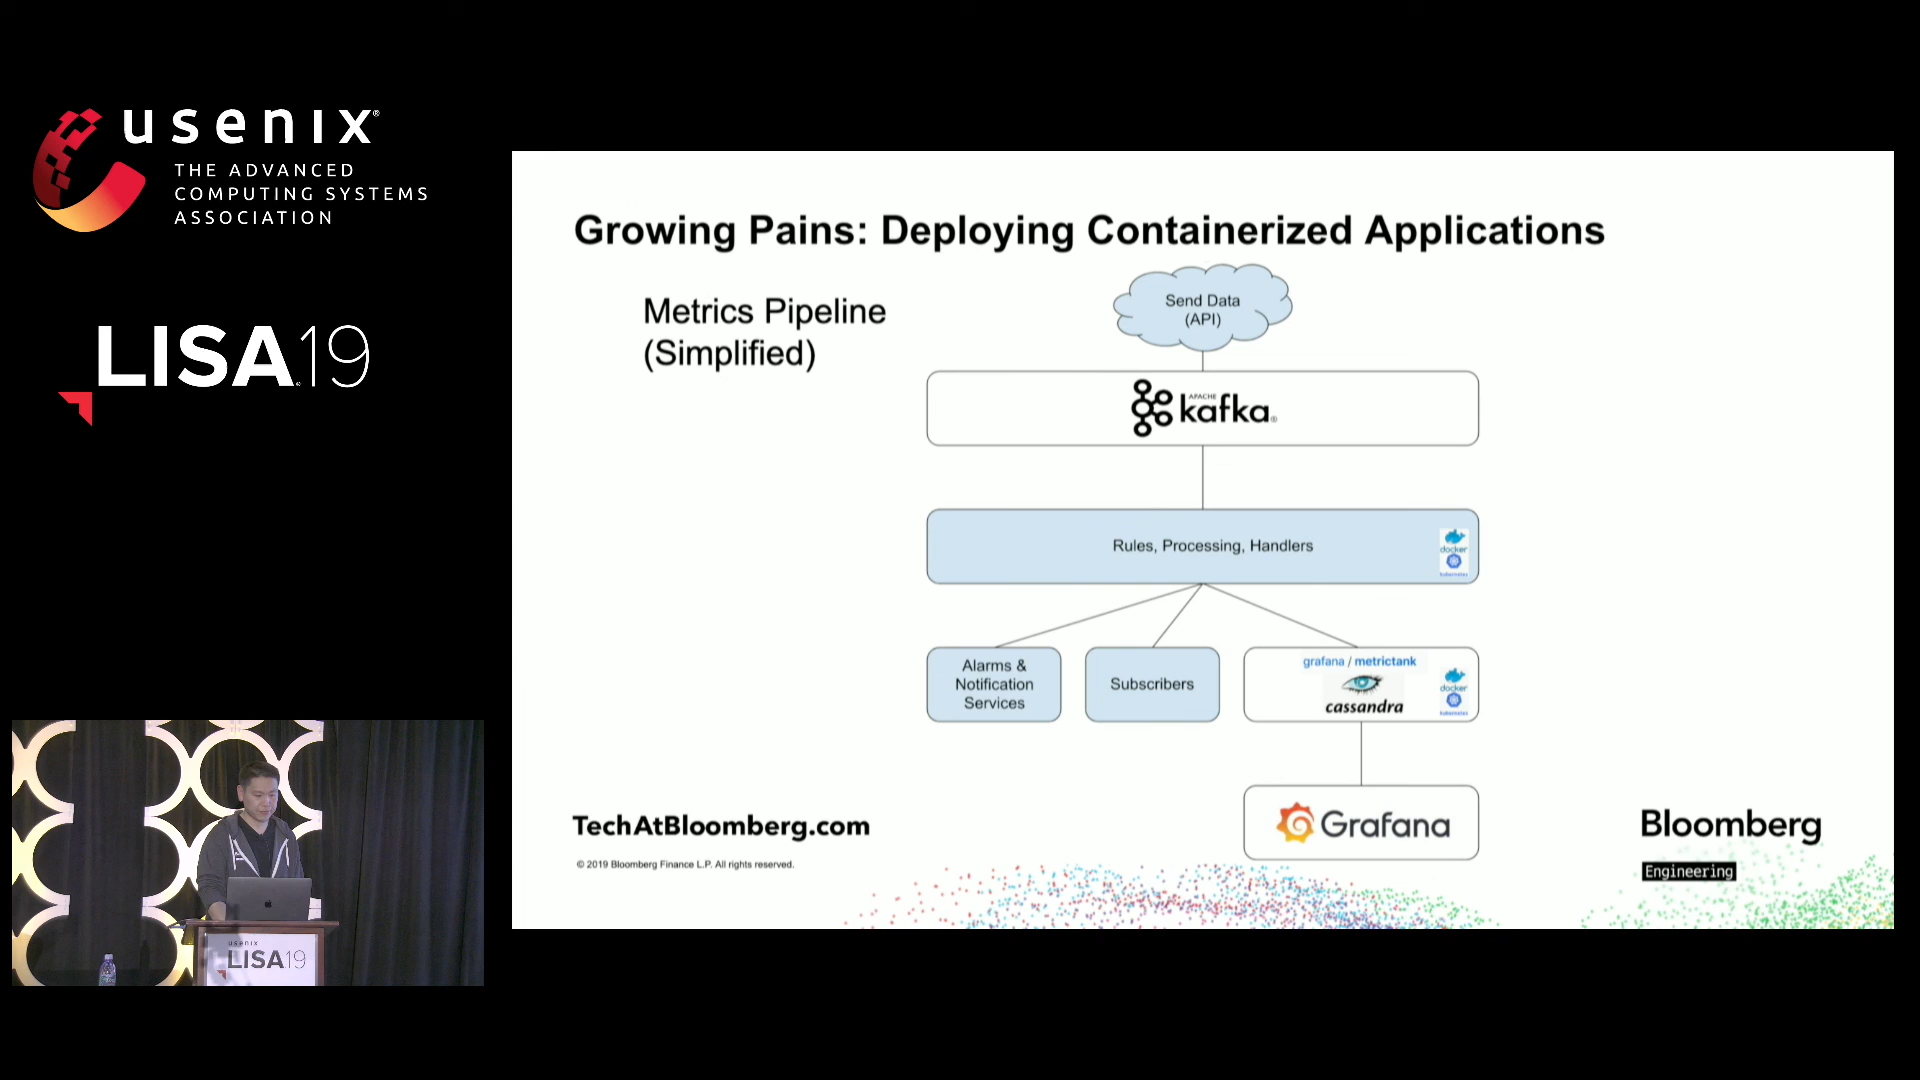 usenix®
THE ADVANCED
COMPUTING SYSTEMS
ASSOCIATION
LISA.19
Growing Pains: Deploying Containerized Applications
Metrics Pipeline
(Simplified)
Send Data
(API)
APACHE
kafka®
Rules, Processing, Handlers
docker
kubernetes
Alarms &
Notification
Services
Subscribers
grafana / metrictank
cassandra
docker
kubernetes
Grafana
TechAtBloomberg.com
© 2019 Bloomberg Finance L.P. All rights reserved.
Bloomberg
Engineering
usenix
LISA19